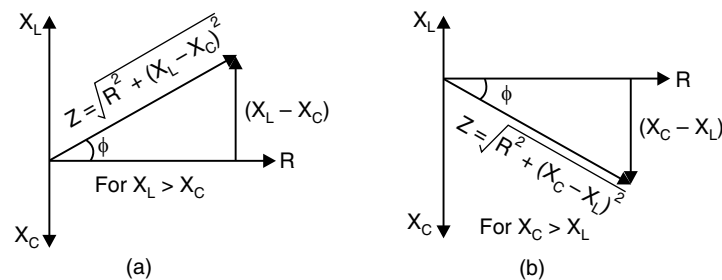 X_L
Z = √R² + (X_L – X_C)²
(X_L – X_C)
ϕ
R
For X_L > X_C
X_C
(a)
X_L
R
ϕ
(X_C – X_L)
Z = √R² + (X_C – X_L)²
For X_C > X_L
X_C
(b)